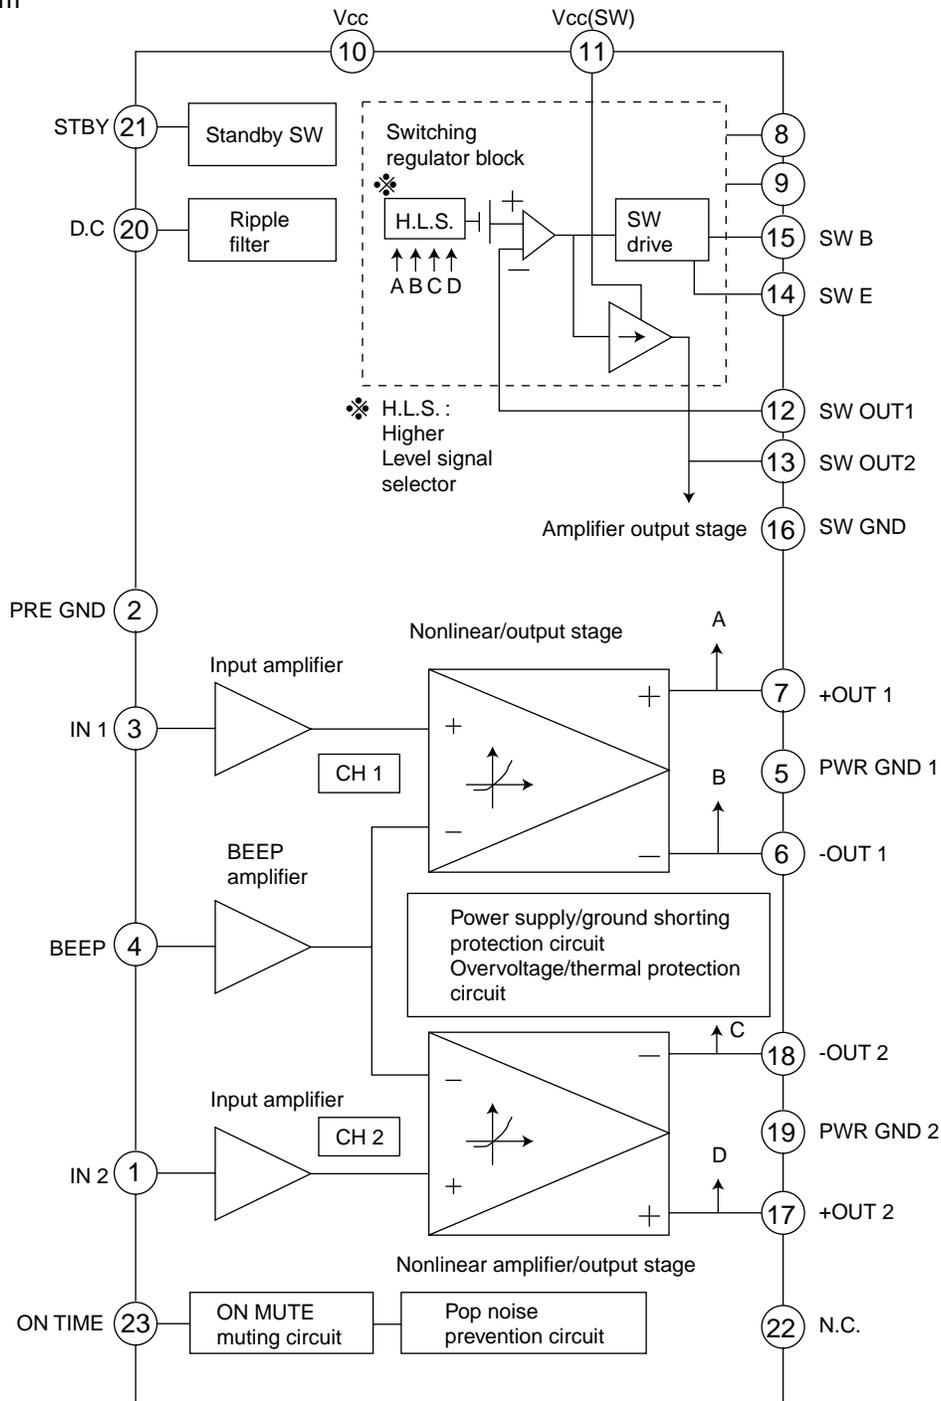 Vcc
10
Vcc(SW)
11
STBY
21
Standby SW
D.C
20
Ripple
filter
Switching
regulator block
※
H.L.S.
A B C D
+
−
SW
drive
8
9
15
SW B
14
SW E
12
SW OUT1
13
SW OUT2
※ H.L.S. :
Higher
Level signal
selector
Amplifier output stage
16
SW GND
PRE GND
2
Nonlinear/output stage
A
Input amplifier
IN 1
3
+
+
7
+OUT 1
CH 1
5
PWR GND 1
B
−
−
6
-OUT 1
BEEP
amplifier
BEEP
4
Power supply/ground shorting
protection circuit
Overvoltage/thermal protection
circuit
C
−
−
18
-OUT 2
Input amplifier
CH 2
19
PWR GND 2
IN 2
1
+
D
+
17
+OUT 2
Nonlinear amplifier/output stage
ON TIME
23
ON MUTE
muting circuit
Pop noise
prevention circuit
22
N.C.